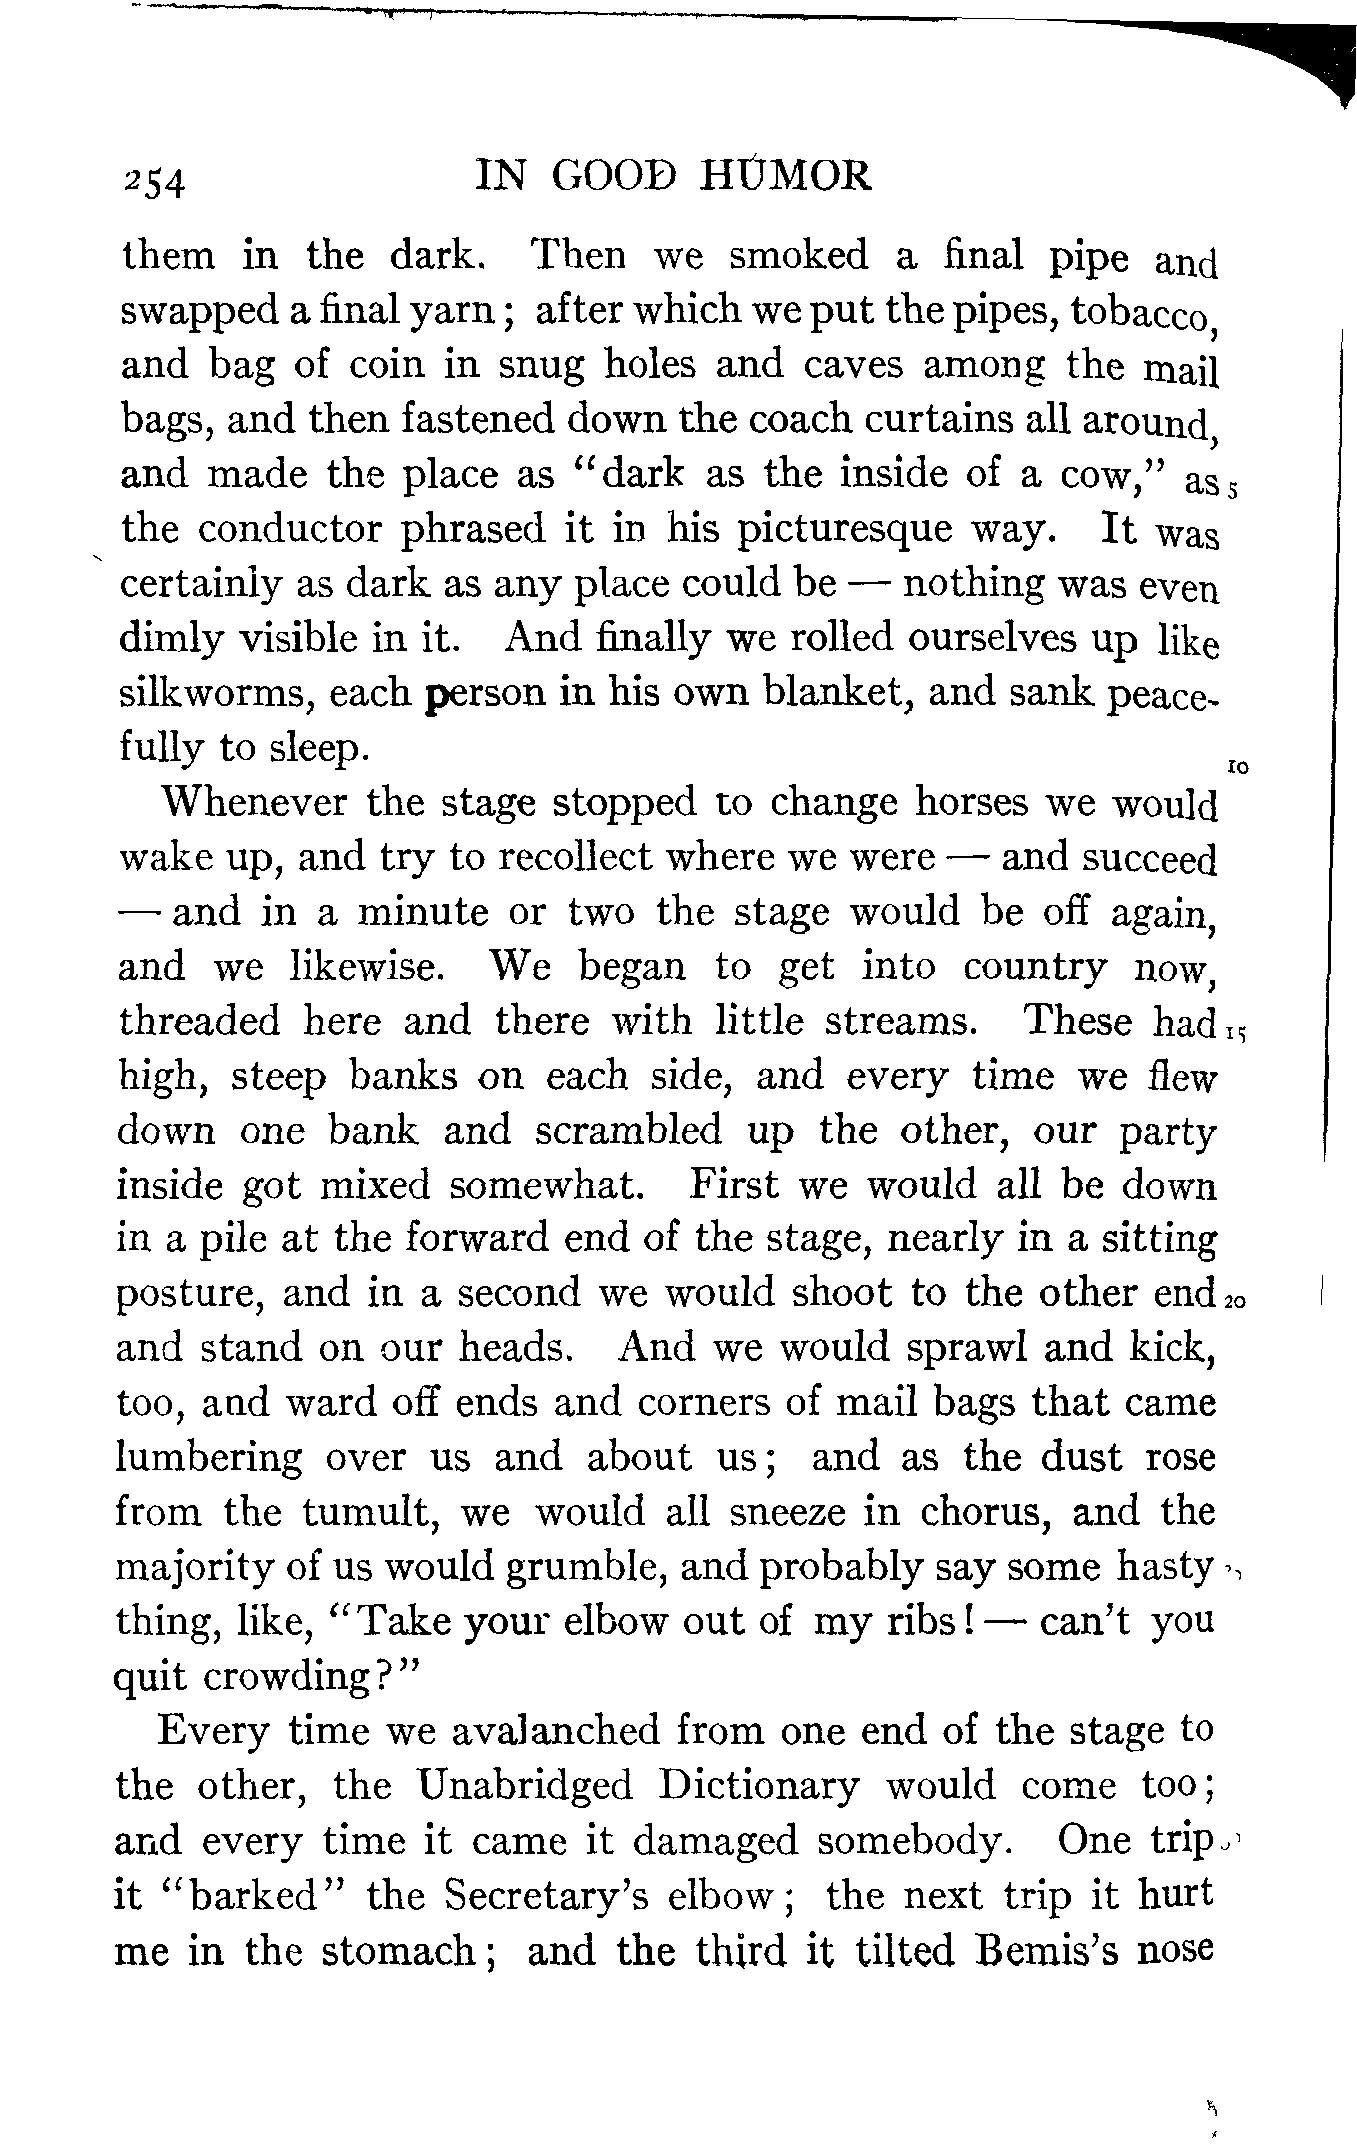 254 IN GOOD HUMOR
them in the dark. Then we smoked a final pipe and
swapped a final yarn; after which we put the pipes, tobacco,
and bag of coin in snug holes and caves among the mail
bags, and then fastened down the coach curtains all around,
and made the place as "dark as the inside of a cow," as 5
the conductor phrased it in his picturesque way. It was
certainly as dark as any place could be — nothing was even
dimly visible in it. And finally we rolled ourselves up like
silkworms, each person in his own blanket, and sank peace-
fully to sleep. 10
Whenever the stage stopped to change horses we would
wake up, and try to recollect where we were — and succeed
— and in a minute or two the stage would be off again,
and we likewise. We began to get into country now,
threaded here and there with little streams. These had 15
high, steep banks on each side, and every time we flew
down one bank and scrambled up the other, our party
inside got mixed somewhat. First we would all be down
in a pile at the forward end of the stage, nearly in a sitting
posture, and in a second we would shoot to the other end 20
and stand on our heads. And we would sprawl and kick,
too, and ward off ends and corners of mail bags that came
lumbering over us and about us; and as the dust rose
from the tumult, we would all sneeze in chorus, and the
majority of us would grumble, and probably say some hasty
thing, like, "Take your elbow out of my ribs! — can't you
quit crowding?"
Every time we avalanched from one end of the stage to
the other, the Unabridged Dictionary would come too;
and every time it came it damaged somebody. One trip
it "barked" the Secretary's elbow; the next trip it hurt
me in the stomach; and the third it tilted Bemis's nose